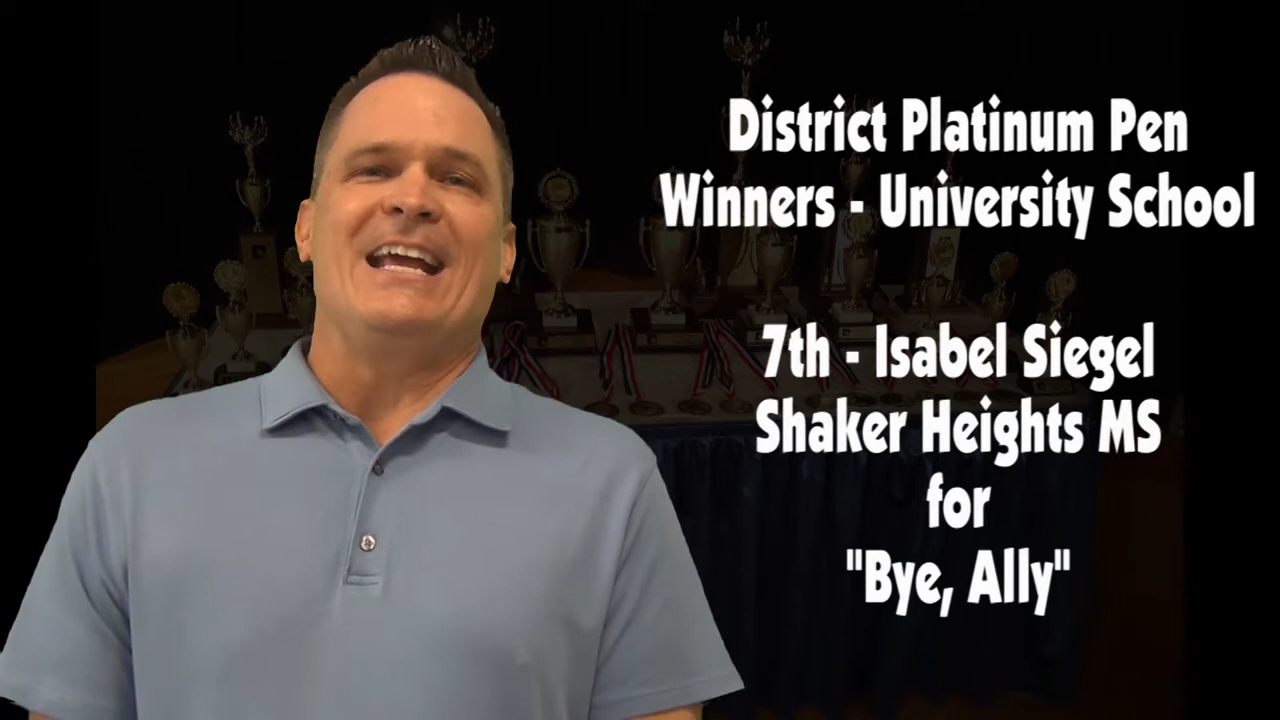 District Platinum Pen
Winners - University School
7th - Isabel Siegel
Shaker Heights MS
for
"Bye, Ally"